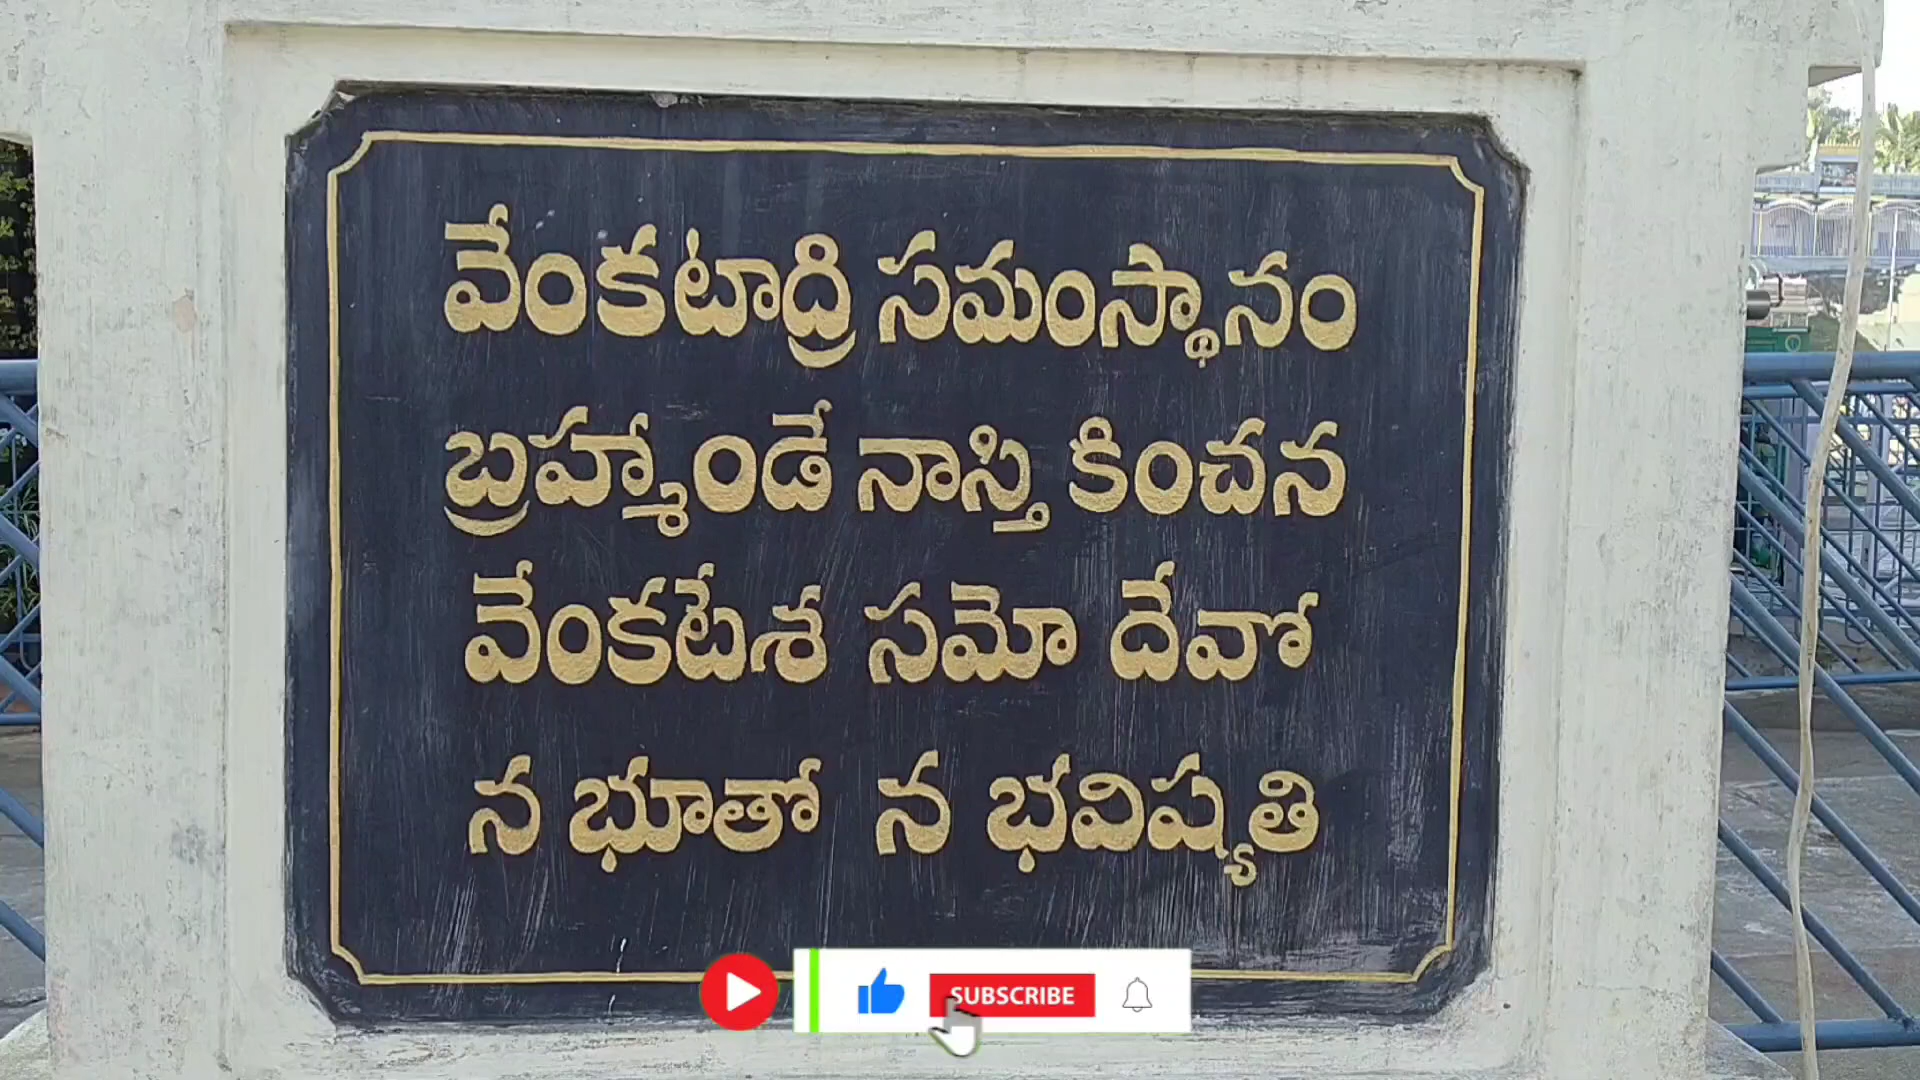 వేంకటాద్రి సమంస్థానం
బ్రహ్మాండే నాస్తి కించన
వేంకటేశ సమో దేవో
న భూతో న భవిష్యతి
SUBSCRIBE